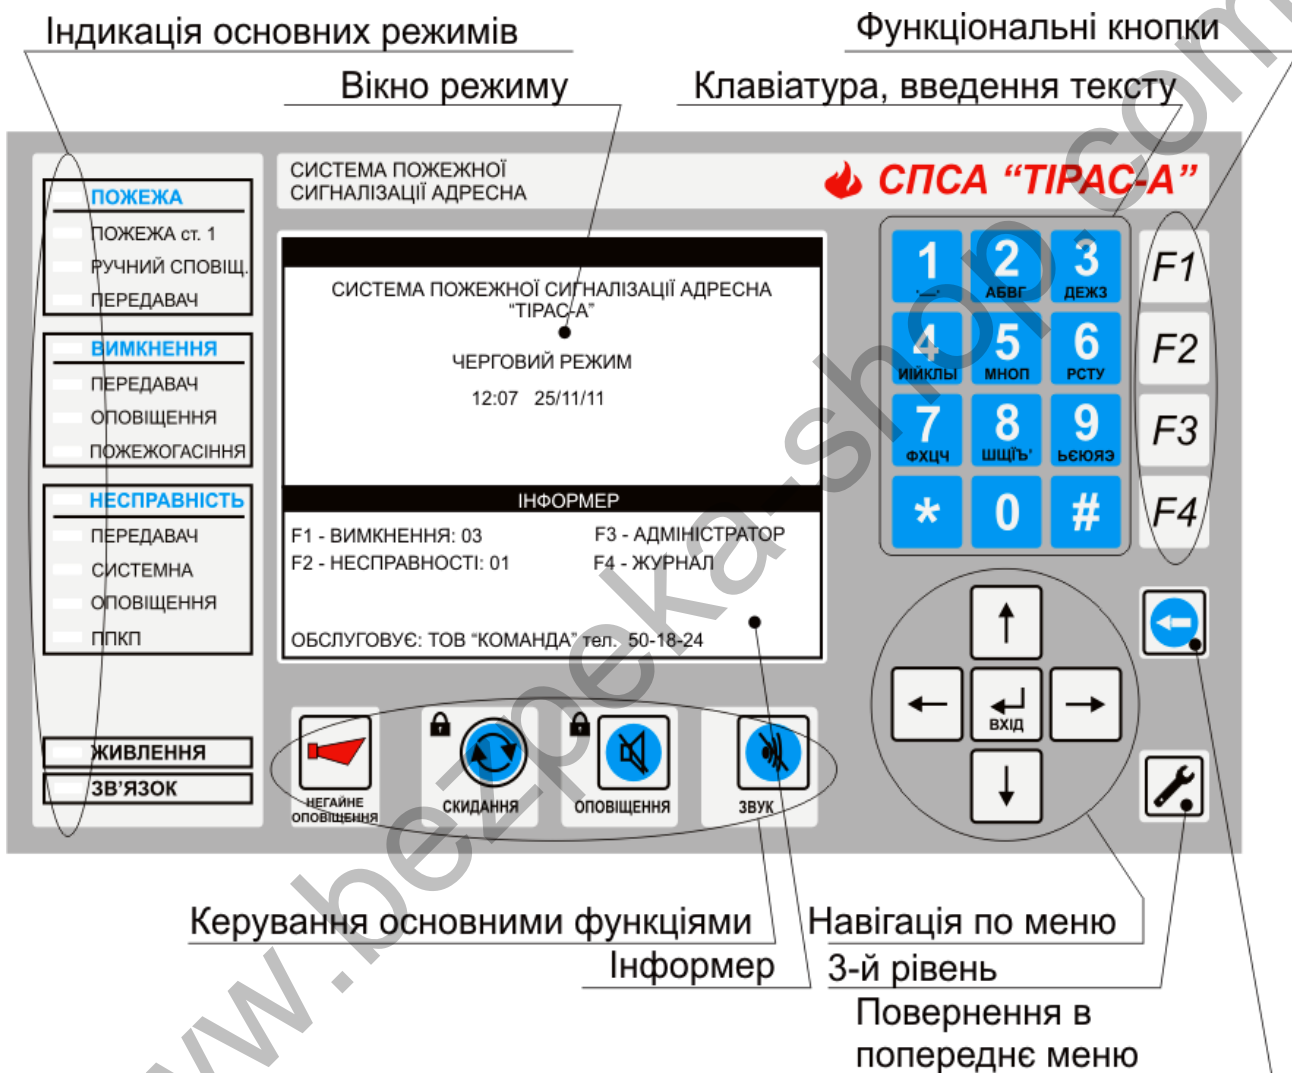 Індикація основних режимів
Функціональні кнопки
Вікно режиму
Клавіатура, введення тексту
СИСТЕМА ПОЖЕЖНОЇ
СИГНАЛІЗАЦІЇ АДРЕСНА
СПСА “ТІРАС-А”
ПОЖЕЖА
ПОЖЕЖА ст. 1
РУЧНИЙ СПОВІЩ.
ПЕРЕДАВАЧ
ВИМКНЕННЯ
ПЕРЕДАВАЧ
ОПОВІЩЕННЯ
ПОЖЕЖОГАСІННЯ
НЕСПРАВНІСТЬ
ПЕРЕДАВАЧ
СИСТЕМНА
ОПОВІЩЕННЯ
ППКП
ЖИВЛЕННЯ
ЗВ’ЯЗОК
СИСТЕМА ПОЖЕЖНОЇ СИГНАЛІЗАЦІЇ АДРЕСНА
“ТІРАС-А”
ЧЕРГОВИЙ РЕЖИМ
12:07 25/11/11
ІНФОРМЕР
F1 - ВИМКНЕННЯ: 03 F3 - АДМІНІСТРАТОР
F2 - НЕСПРАВНОСТІ: 01 F4 - ЖУРНАЛ
ОБСЛУГОВУЄ: ТОВ “КОМАНДА” тел. 50-18-24
1 2 3
АБВГ ДЕЖЗ
4 5 6
ИІЙКЛЫ МНОП РСТУ
7 8 9
ФХЦЧ ШЩЇЪ’ ЬЄЮЯЭ
* 0 #
F1
F2
F3
F4
ВХІД
НЕГАЙНЕ
ОПОВІЩЕННЯ
СКИДАННЯ
ОПОВІЩЕННЯ
ЗВУК
Керування основними функціями
Навігація по меню
Інформер
3-й рівень
Повернення в
попереднє меню
www.bezpeka-shop.com